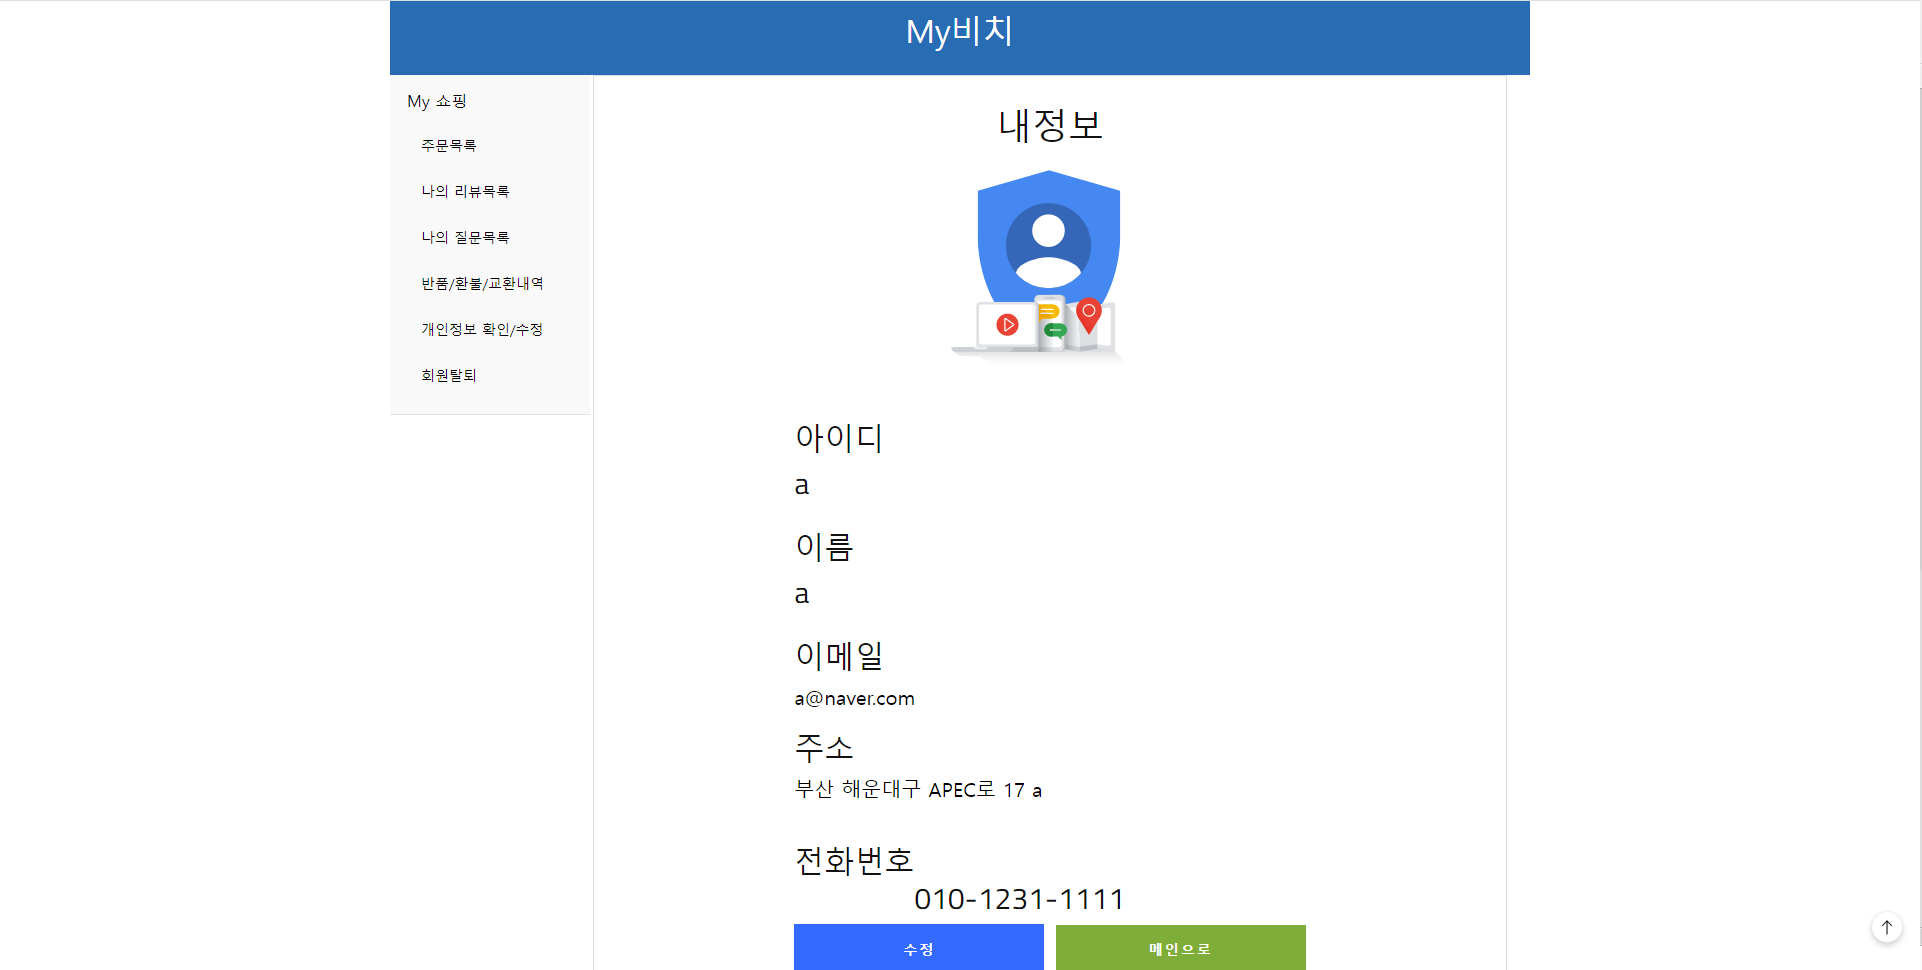 My비치
My 쇼핑
주문목록
나의 리뷰목록
나의 질문목록
반품/환불/교환내역
개인정보 확인/수정
회원탈퇴
내정보
아이디
a
이름
a
이메일
a@naver.com
주소
부산 해운대구 APEC로 17 a
전화번호
010-1231-1111
수정
메인으로